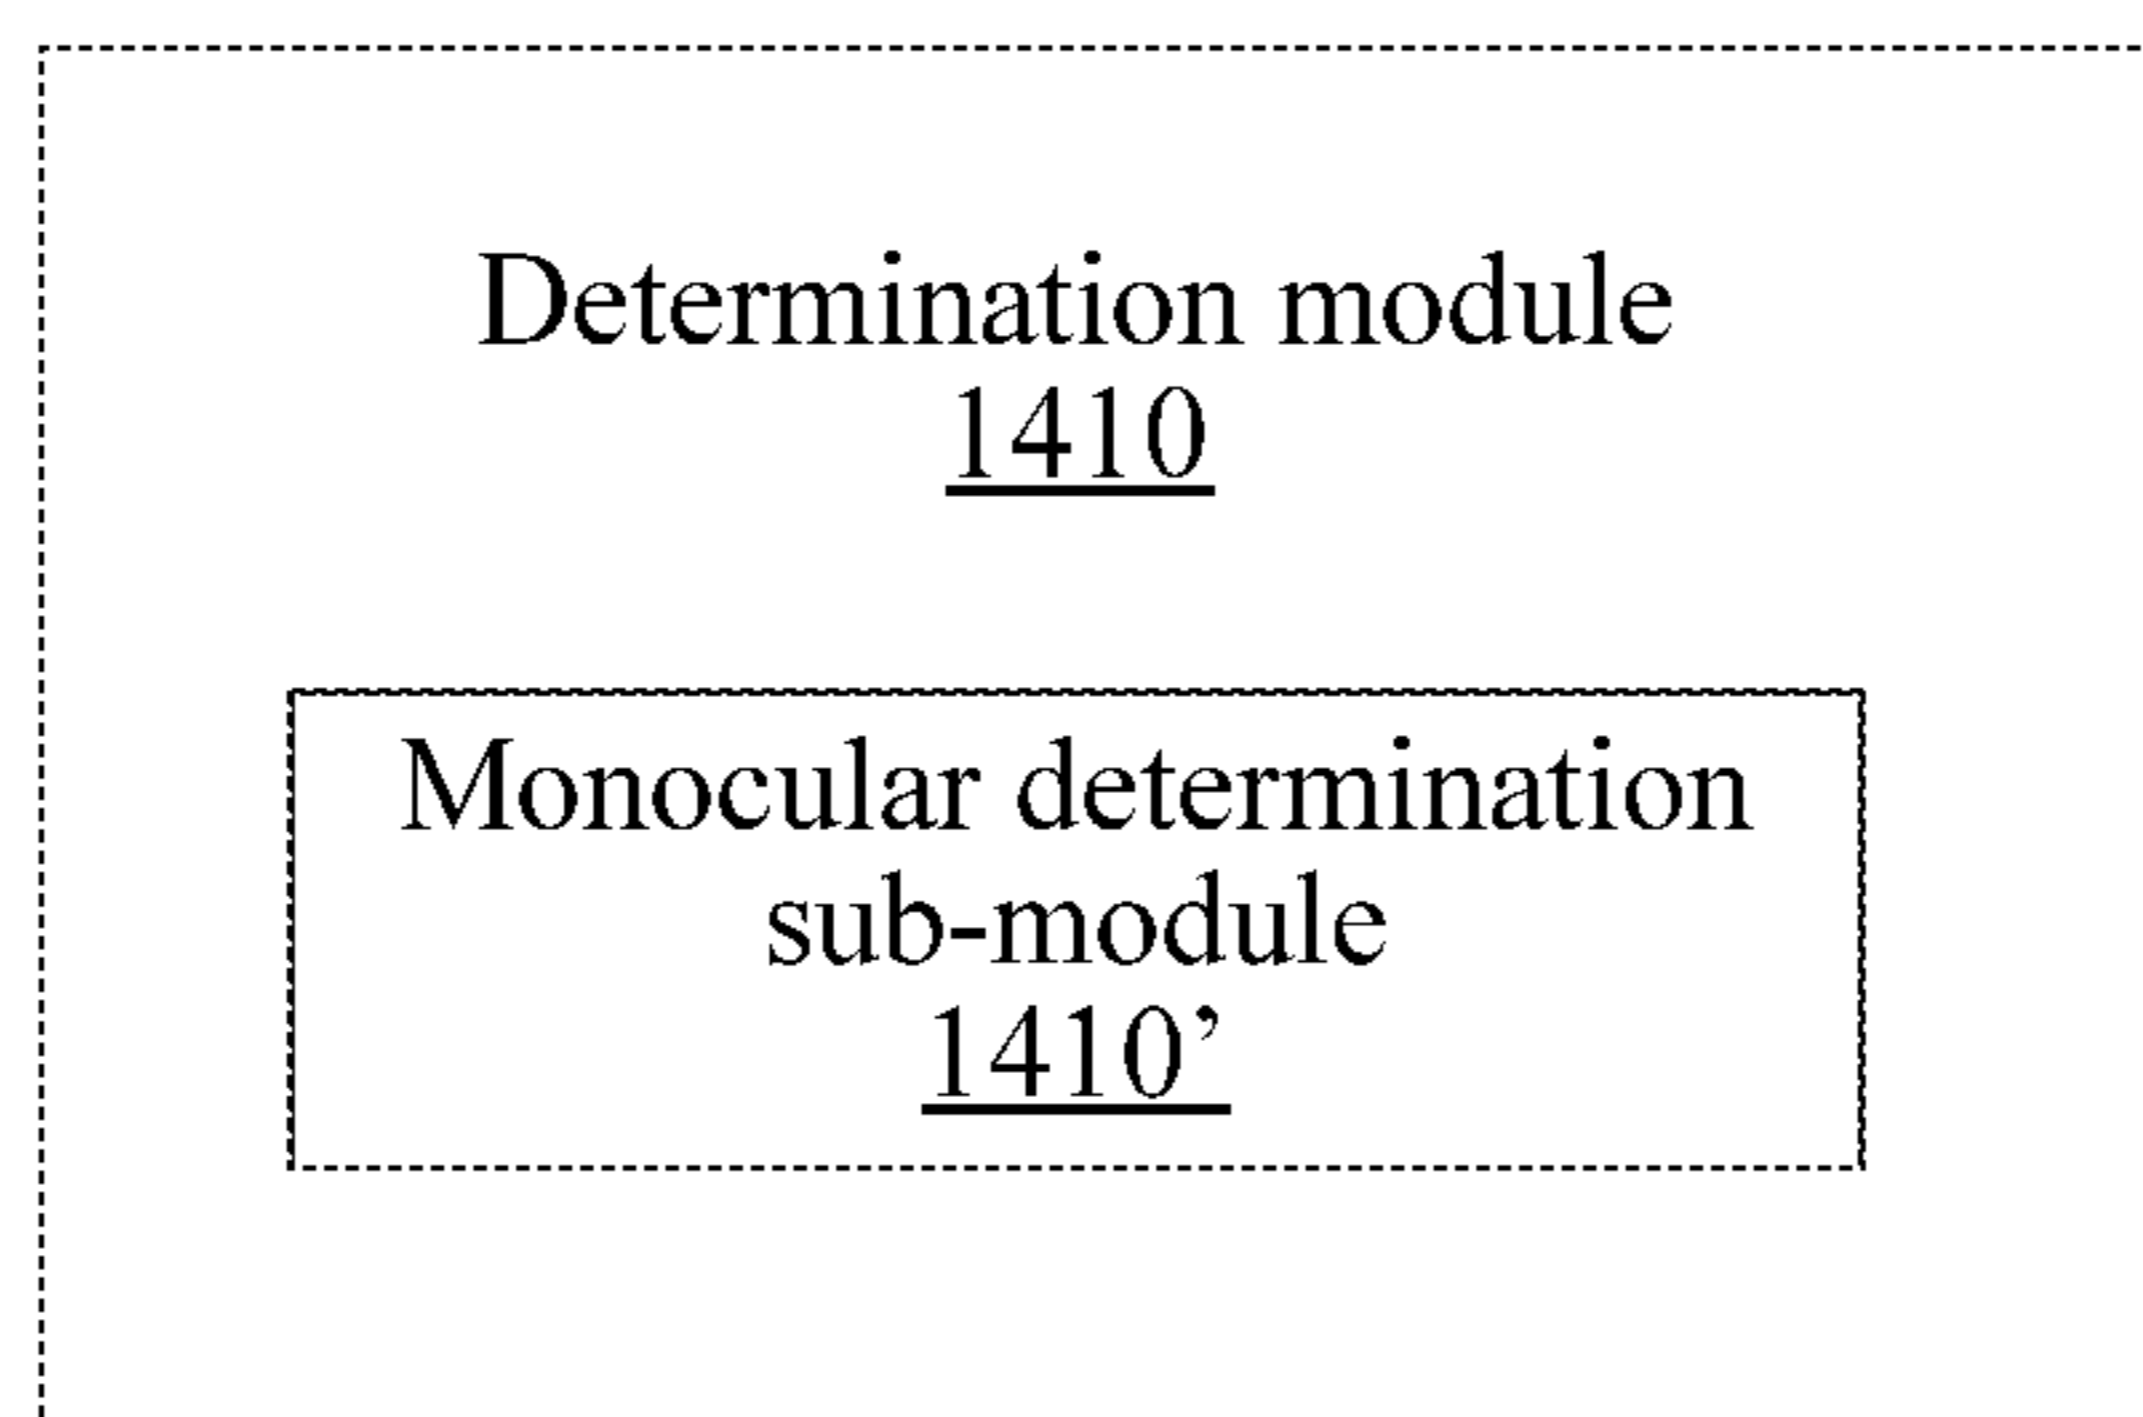 Determination module
1410
Monocular determination
sub-module
1410’